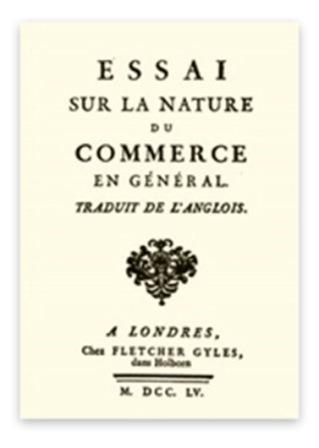 ESSAI
SUR LA NATURE
DU
COMMERCE
EN GÉNÉRAL.
TRADUIT DE L'ANGLOIS.
A LONDRES,
Chez FLETCHER GYLES,
dans Holborn
M. DCC. LV.